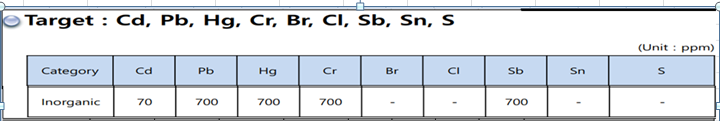 Target : Cd, Pb, Hg, Cr, Br, Cl, Sb, Sn, S
(Unit : ppm)
Category Cd Pb Hg Cr Br Cl Sb Sn S
Inorganic 70 700 700 700 - - 700 - -